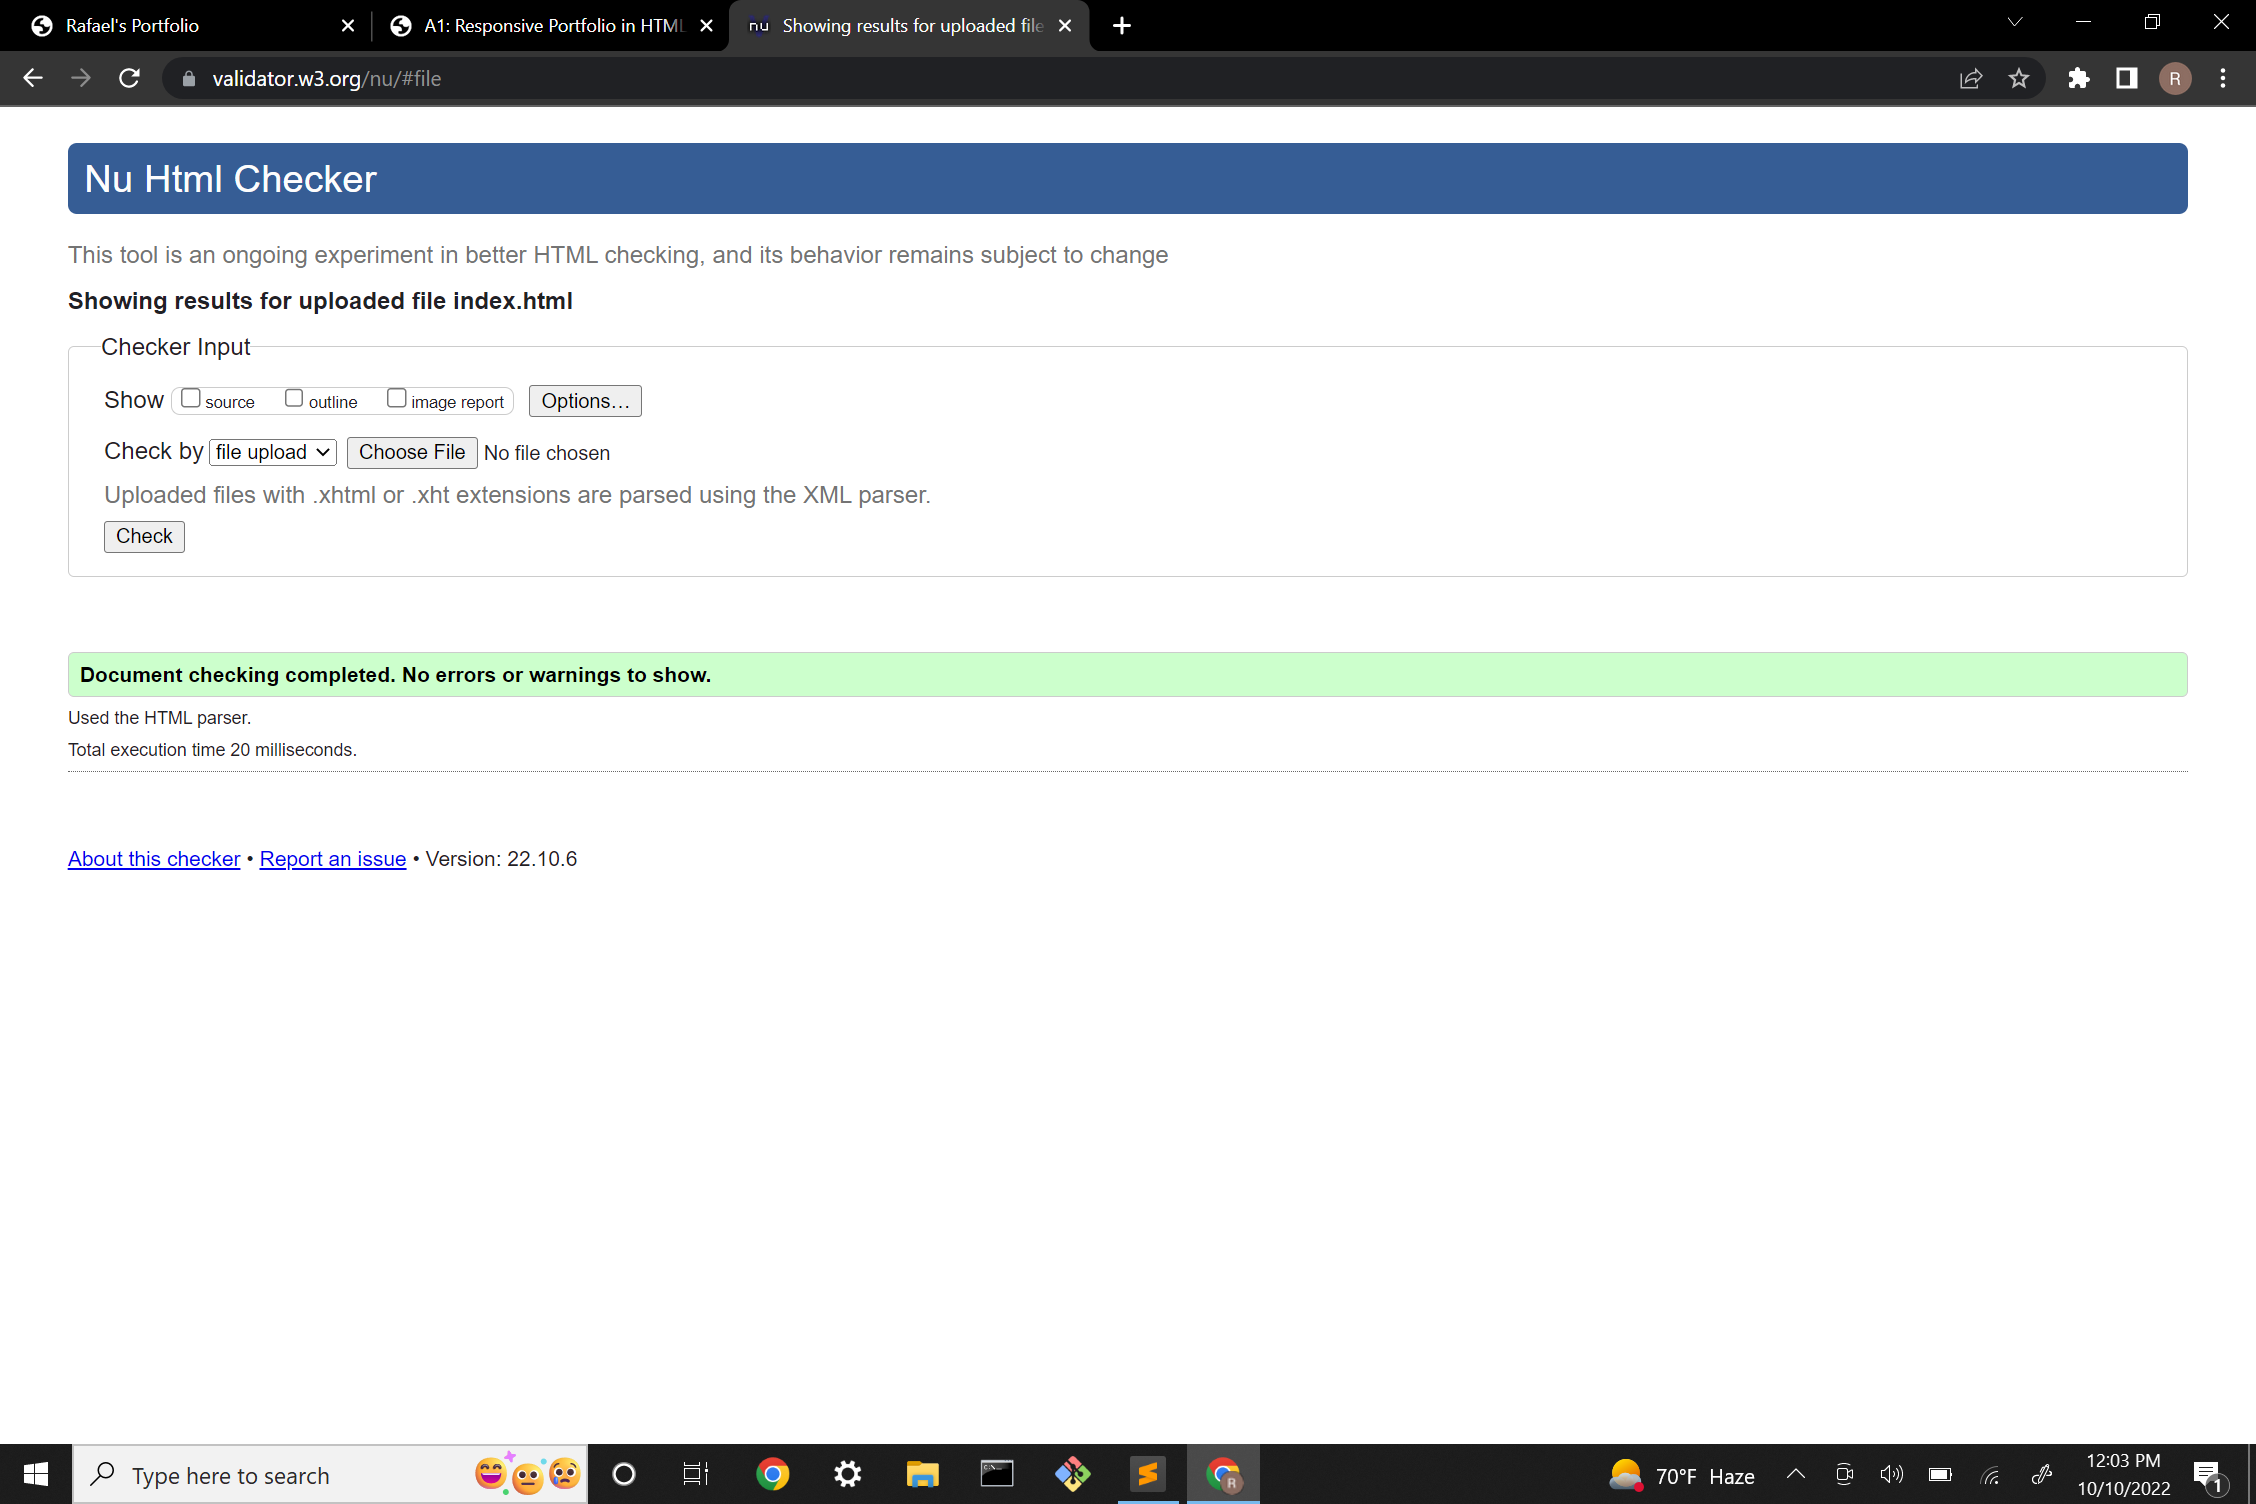 Rafael's Portfolio
A1: Responsive Portfolio in HTML
nu Showing results for uploaded file
validator.w3.org/nu/#file
R
Nu Html Checker
This tool is an ongoing experiment in better HTML checking, and its behavior remains subject to change
Showing results for uploaded file index.html
Checker Input
Show source outline image report Options...
Check by file upload Choose File No file chosen
Uploaded files with .xhtml or .xht extensions are parsed using the XML parser.
Check
Document checking completed. No errors or warnings to show.
Used the HTML parser.
Total execution time 20 milliseconds.
About this checker • Report an issue • Version: 22.10.6
Type here to search
R
70°F Haze
12:03 PM
10/10/2022
1